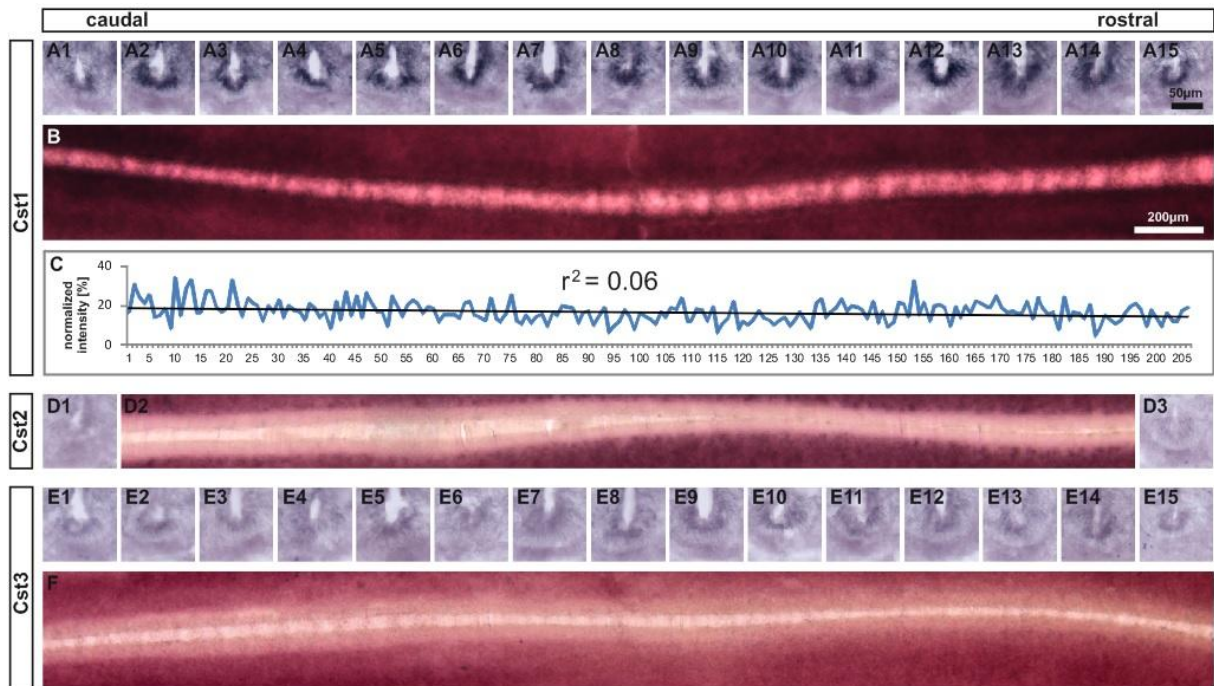 caudal rostral
Cst1
A1 A2 A3 A4 A5 A6 A7 A8 A9 A10 A11 A12 A13 A14 A15
50µm
B
200µm
C
normalized
intensity [%]
40
20
0
r² = 0.06
1 5 10 15 20 25 30 35 40 45 50 55 60 65 70 75 80 85 90 95 100 105 110 115 120 125 130 135 140 145 150 155 160 165 170 175 180 185 190 195 200 205
Cst2
D1 D2 D3
Cst3
E1 E2 E3 E4 E5 E6 E7 E8 E9 E10 E11 E12 E13 E14 E15
F